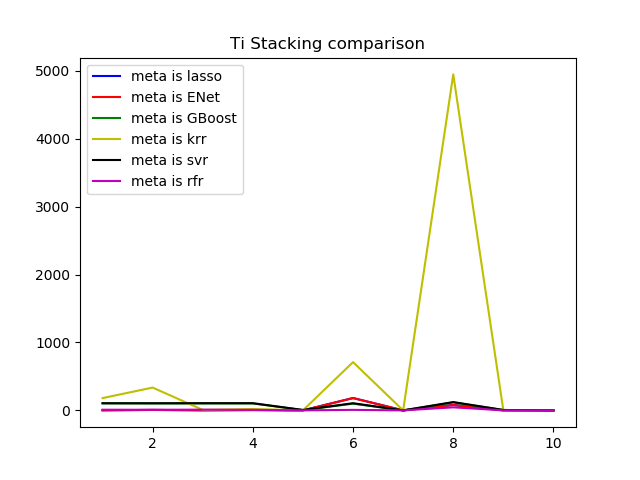 Ti Stacking comparison
meta is lasso
meta is ENet
meta is GBoost
meta is krr
meta is svr
meta is rfr
5000
4000
3000
2000
1000
0
2 4 6 8 10